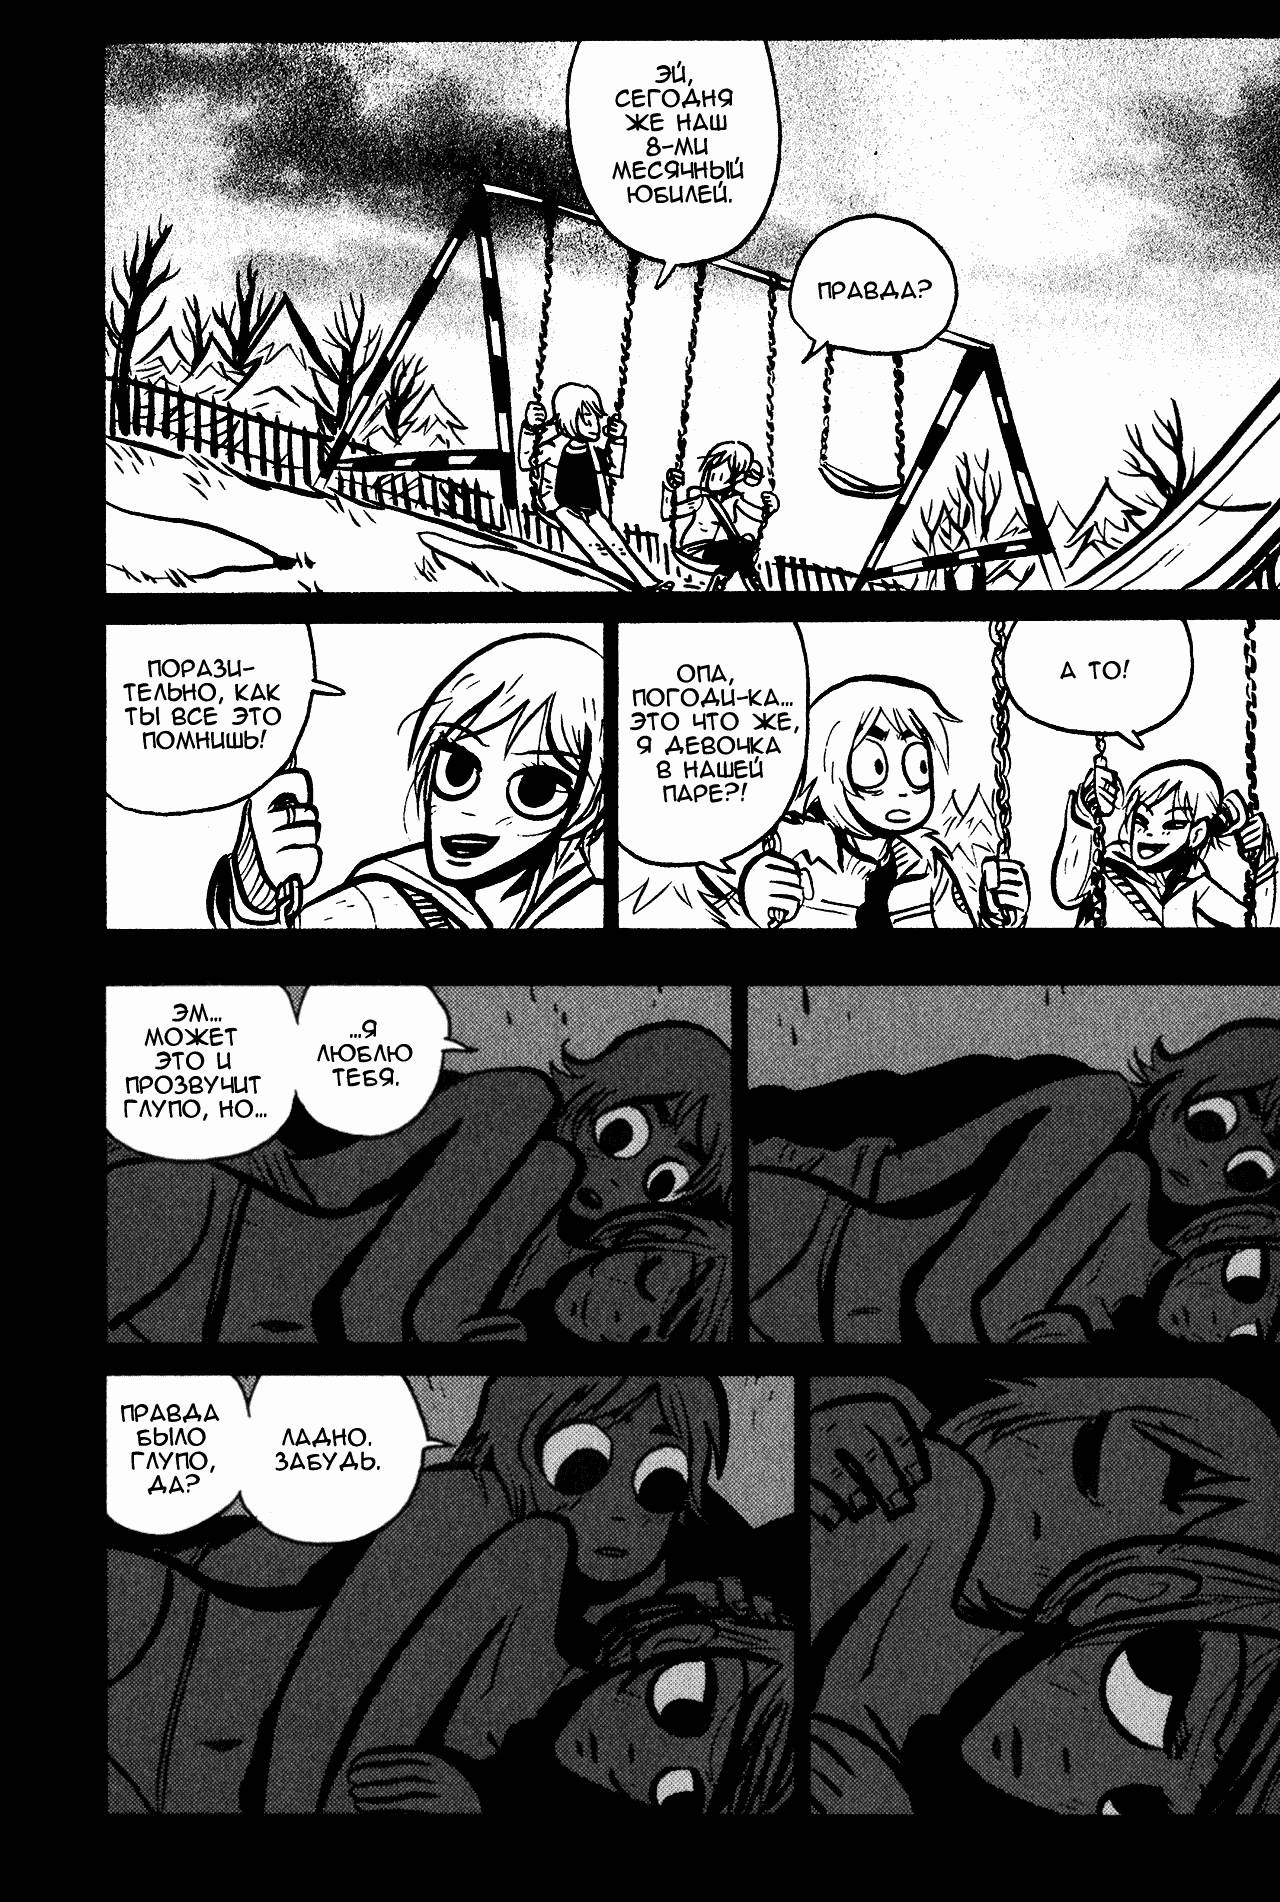 ЭЙ,
СЕГОДНЯ
ЖЕ НАШ
8-МИ
МЕСЯЧНЫЙ
ЮБИЛЕЙ.
ПРАВДА?
ПОРАЗИ-
ТЕЛЬНО, КАК
ТЫ ВСЕ ЭТО
ПОМНИШЬ!
ОПА,
ПОГОДИ-КА...
ЭТО ЧТО ЖЕ,
Я ДЕВОЧКА
В НАШЕЙ
ПАРЕ?!
А ТО!
ЭМ...
МОЖЕТ
ЭТО И
ПРОЗВУЧИТ
ГЛУПО, НО...
...Я
ЛЮБЛЮ
ТЕБЯ.
ПРАВДА
БЫЛО
ГЛУПО,
ДА?
ЛАДНО.
ЗАБУДЬ.